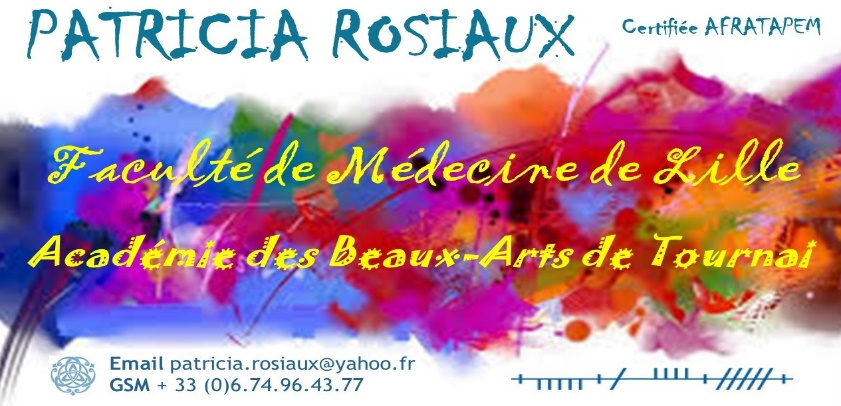 PATRICIA ROSIAUX
Certifiée AFRATAPEM
Faculté de Médecine de Lille
Académie des Beaux-Arts de Tournai
Email patricia.rosiaux@yahoo.fr
GSM + 33 (0)6.74.96.43.77